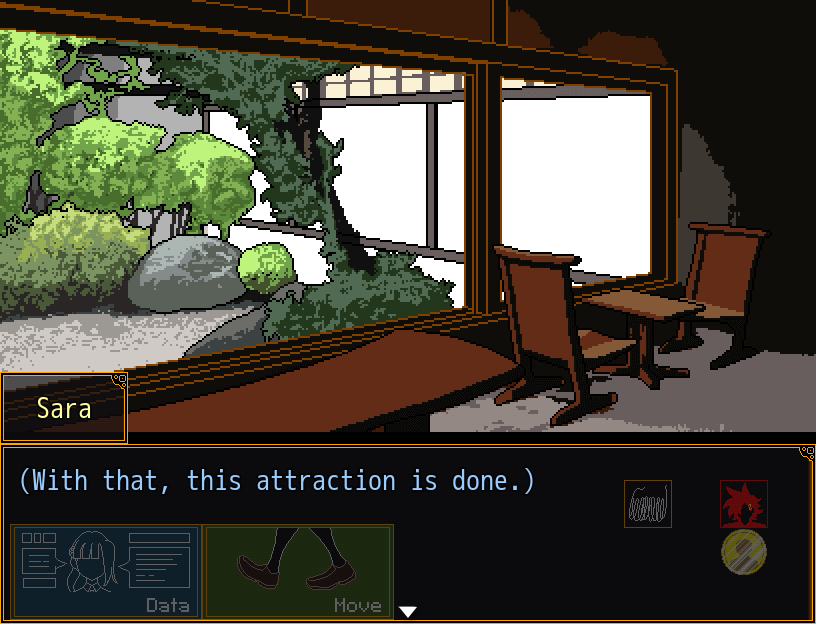 Sara
(With that, this attraction is done.)
Data
Move